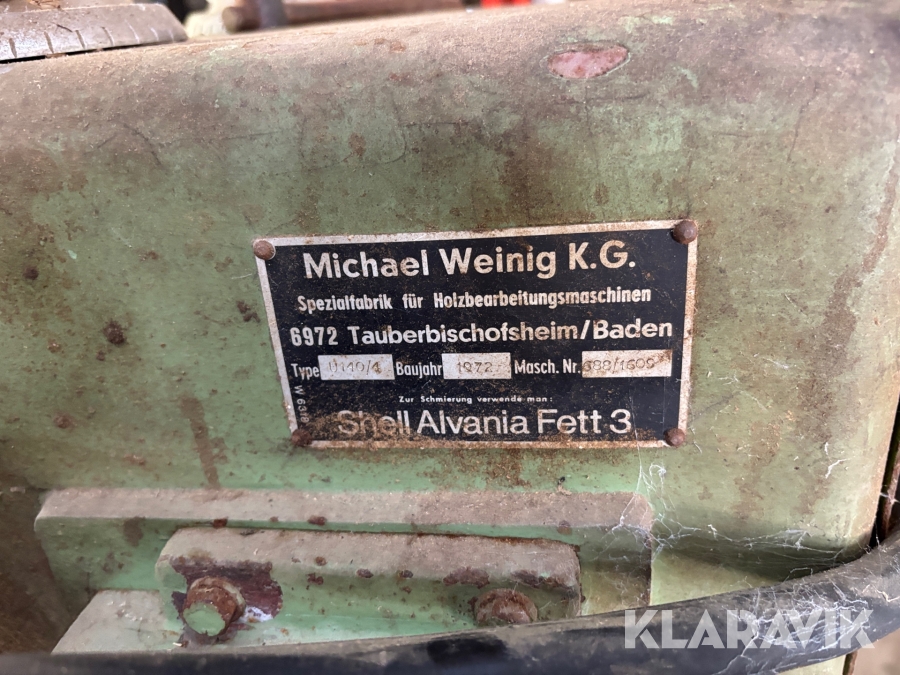 Michael Weinig K.G.
Spezialfabrik für Holzbearbeitungsmaschinen
6972 Tauberbischofsheim/Baden
Type Baujahr 1972 Masch. Nr.
W 6318
Zur Schmierung verwende man:
Shell Alvania Fett 3
KLARAVIK